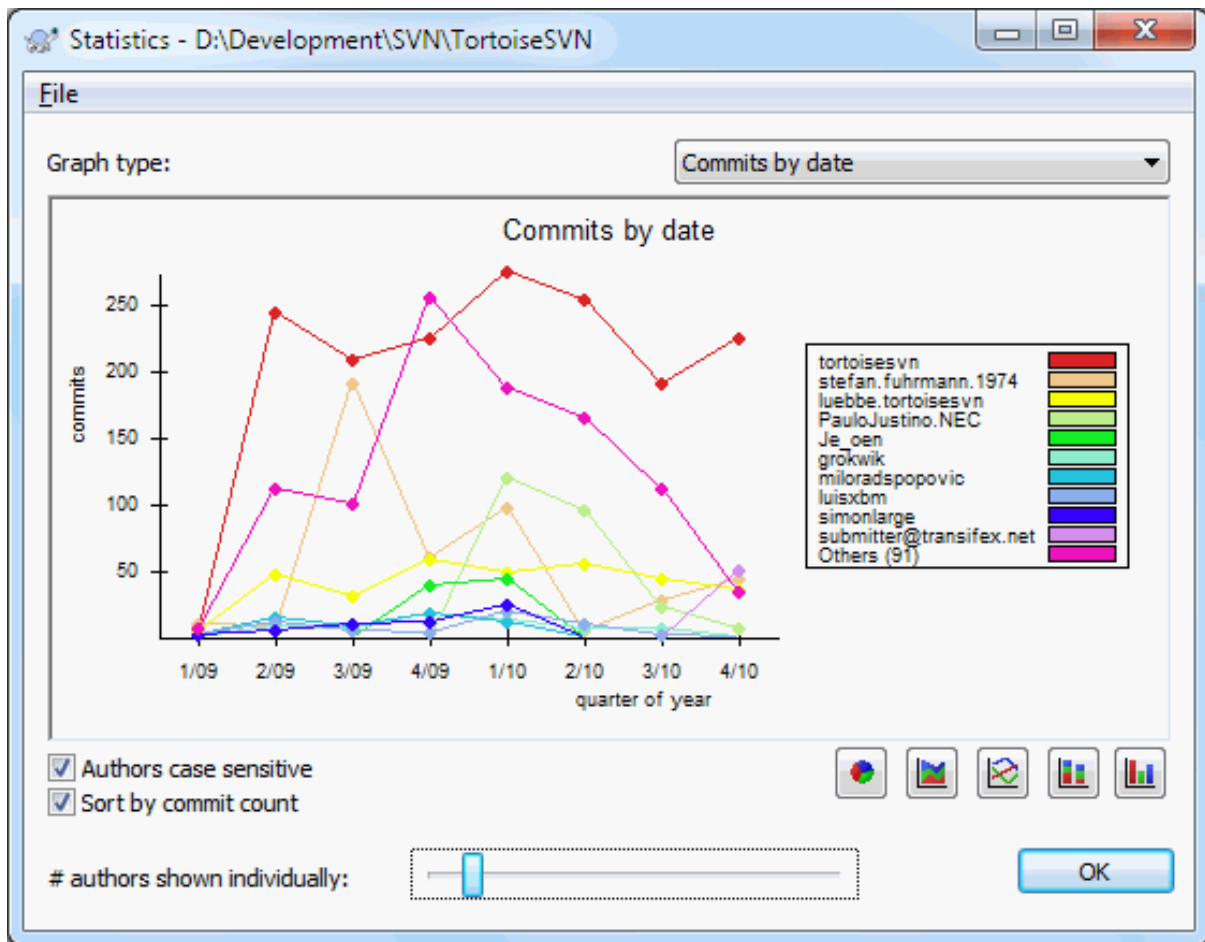 Statistics - D:\Development\SVN\TortoiseSVN
File
Graph type:
Commits by date
Commits by date
commits
250
200
150
100
50
1/09 2/09 3/09 4/09 1/10 2/10 3/10 4/10
quarter of year
tortoisesvn
stefan.fuhrmann.1974
luebbe.tortoisesvn
PauloJustino.NEC
Je_oen
grokwik
miloradspopovic
luisxbm
simonlarge
submitter@transifex.net
Others (91)
Authors case sensitive
Sort by commit count
# authors shown individually:
OK